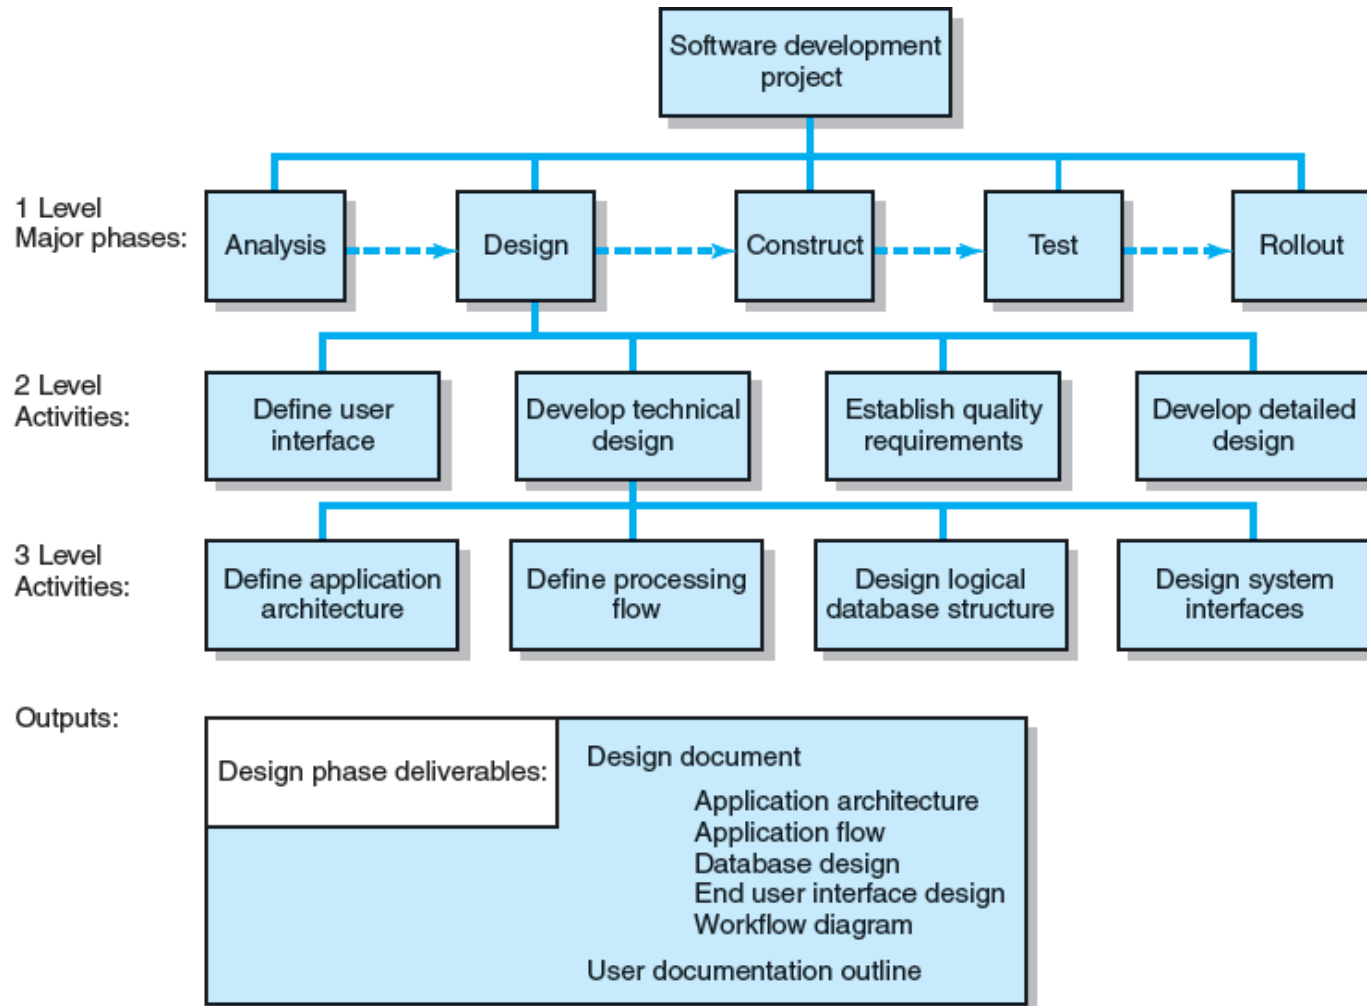 Software development
project
1 Level
Major phases:
Analysis
Design
Construct
Test
Rollout
2 Level
Activities:
Define user
interface
Develop technical
design
Establish quality
requirements
Develop detailed
design
3 Level
Activities:
Define application
architecture
Define processing
flow
Design logical
database structure
Design system
interfaces
Outputs:
Design phase deliverables:
Design document
Application architecture
Application flow
Database design
End user interface design
Workflow diagram
User documentation outline